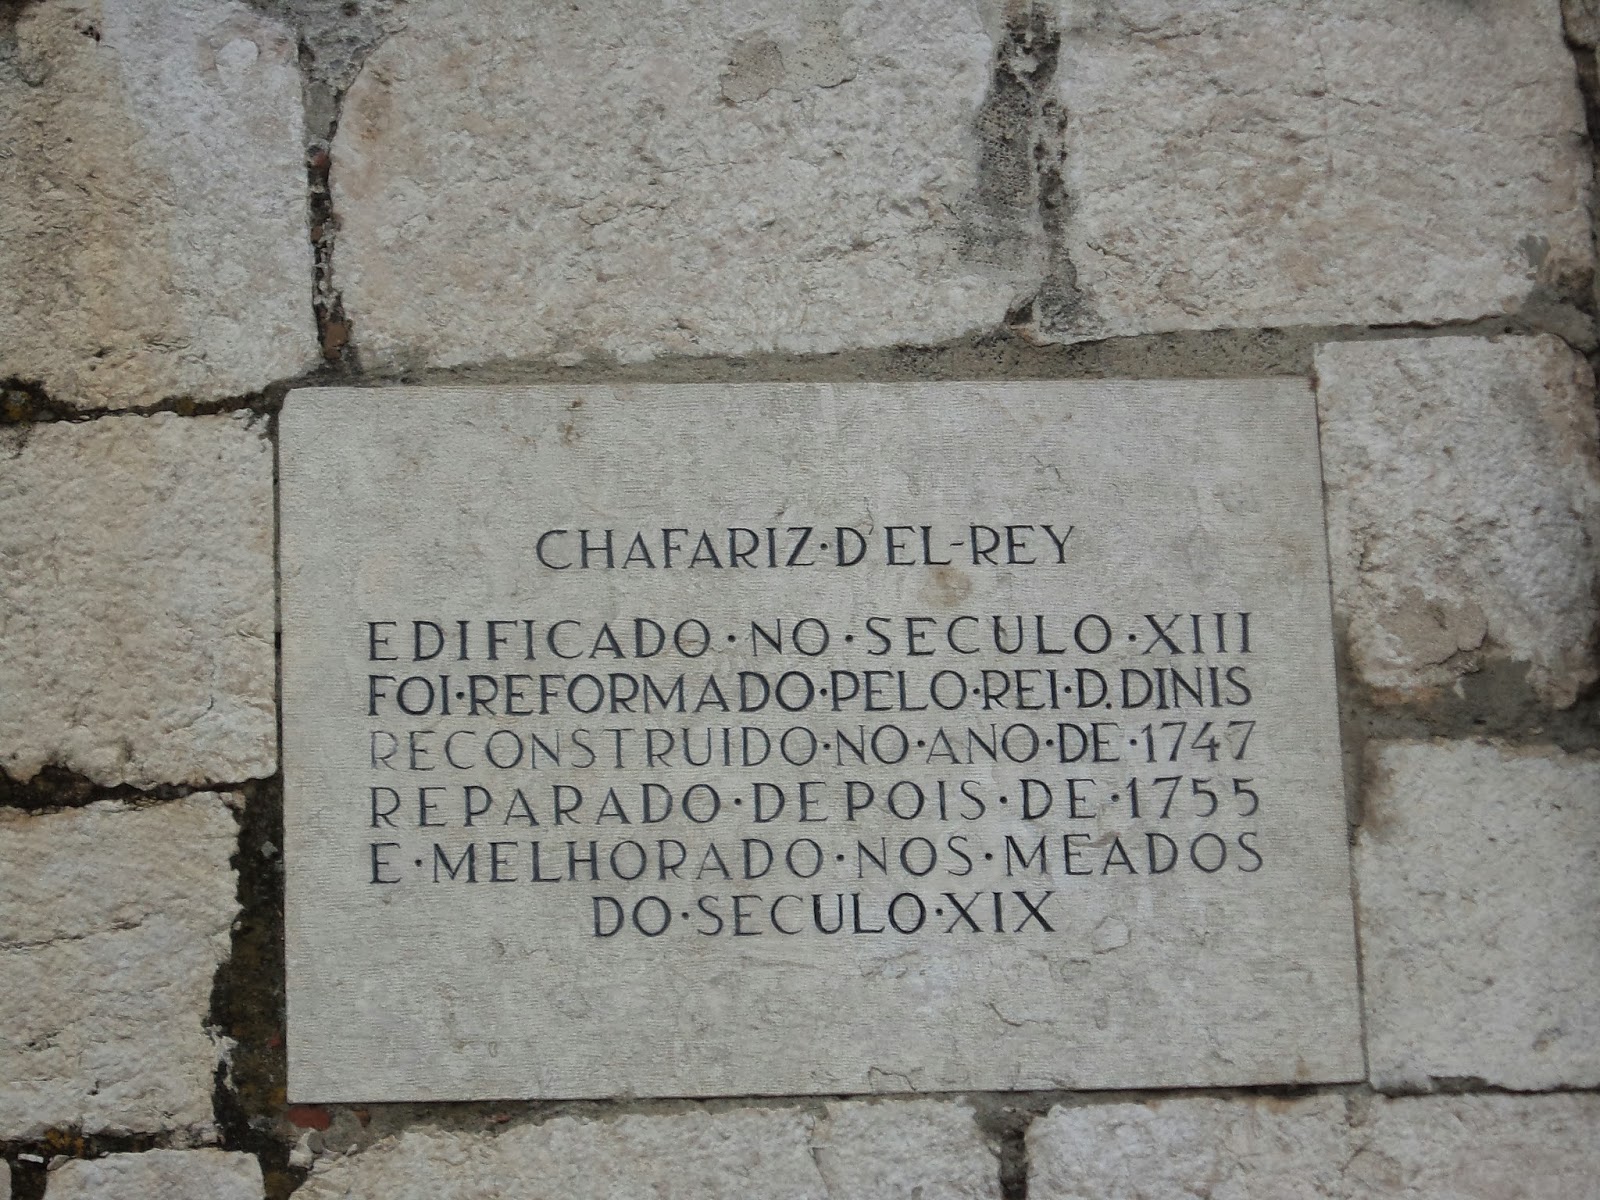 CHAFARIZ·D'EL-REY
EDIFICADO·NO·SECULO·XIII
FOI·REFORMADO·PELO·REI·D.DINIS
RECONSTRUIDO·NO·ANO·DE·1747
REPARADO·DEPOIS·DE·1755
E·MELHORADO·NOS·MEADOS
DO·SECULO·XIX